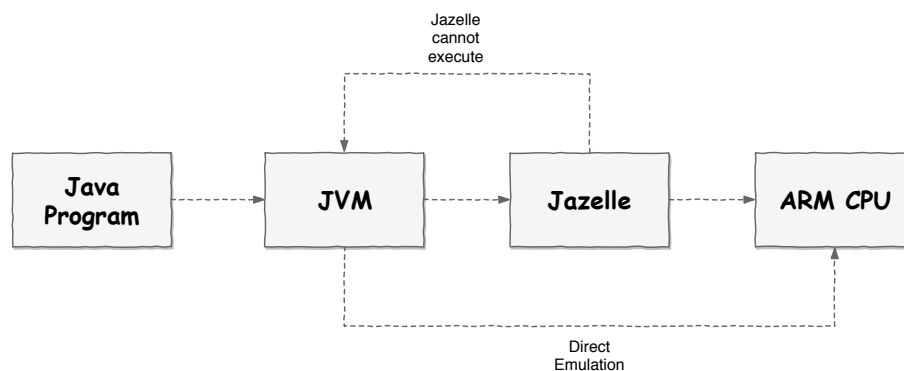 Jazelle
cannot
execute
Java
Program
JVM
Jazelle
ARM CPU
Direct
Emulation